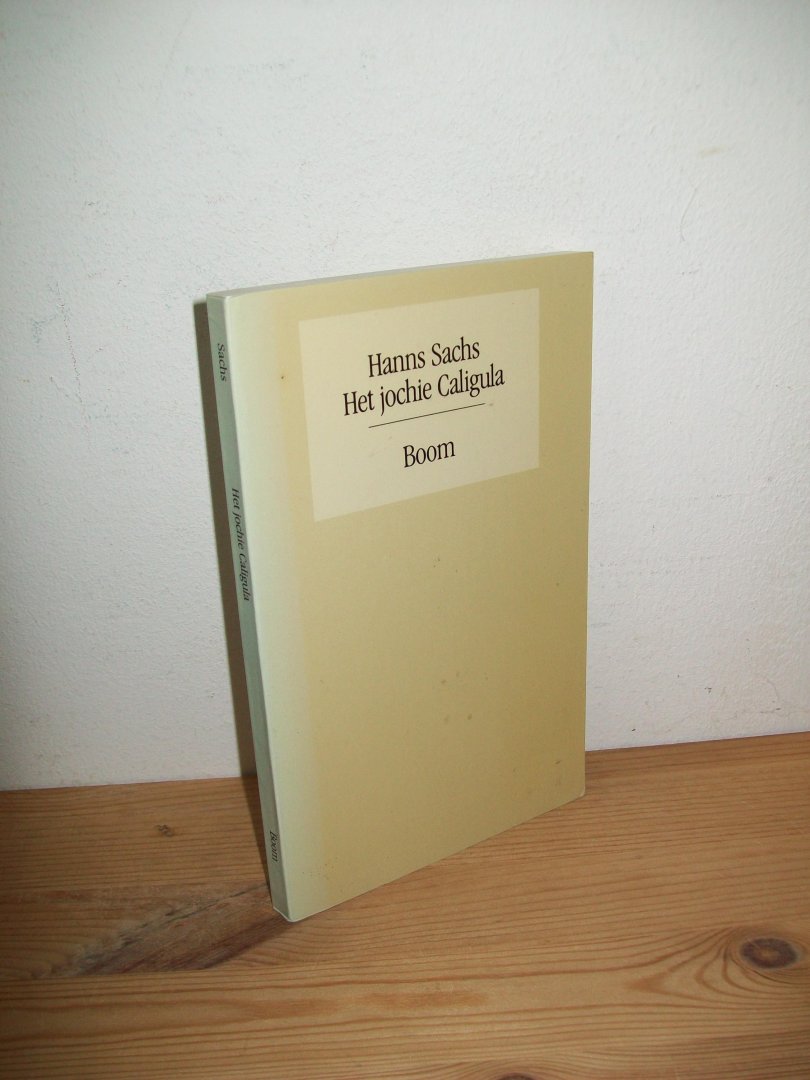 Hanns Sachs
Het jochie Caligula
Boom
Sachs
Het jochie Caligula
Boom